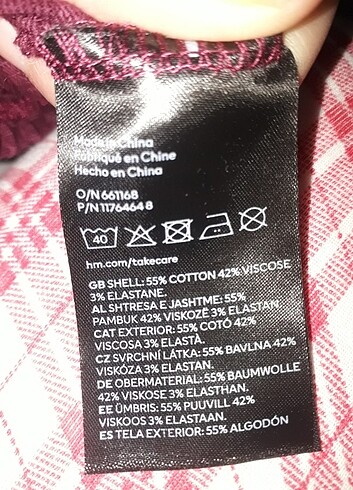 Made in China
Fabriqué en Chine
Hecho en China
O/N 661168
P/N 1176464 8
40
hm.com/takecare
GB SHELL: 55% COTTON 42% VISCOSE
3% ELASTANE.
AL SHTRESA E JASHTME: 55%
PAMBUK 42% VISKOZË 3% ELASTAN
CAT EXTERIOR: 55% COTÓ 42%
VISCOSA 3% ELASTÀ.
CZ SVRCHNÍ LÁTKA: 55% BAVLNA 42%
VISKÓZA 3% ELASTAN.
DE OBERMATERIAL: 55% BAUMWOLLE
42% VISKOSE 3% ELASTHAN.
EE ÜMBRIS: 55% PUUVILL 42%
VISKOOS 3% ELASTAAN.
ES TELA EXTERIOR: 55% ALGODÓN